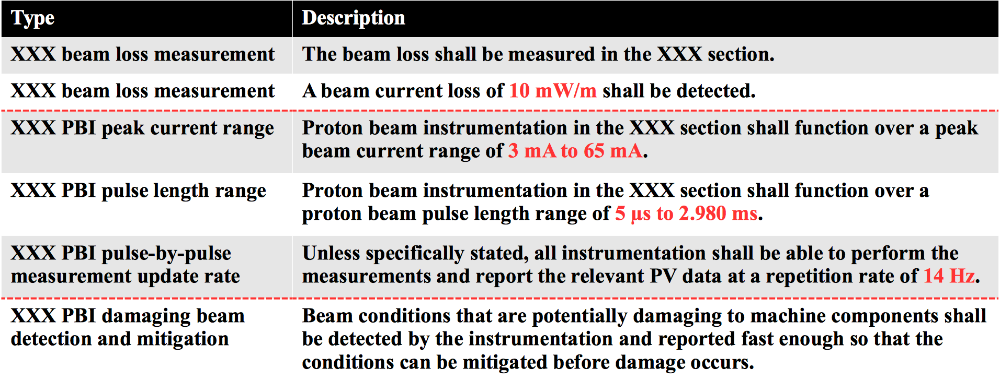 Type Description
XXX beam loss measurement The beam loss shall be measured in the XXX section.
XXX beam loss measurement A beam current loss of 10 mW/m shall be detected.
XXX PBI peak current range Proton beam instrumentation in the XXX section shall function over a peak
beam current range of 3 mA to 65 mA.
XXX PBI pulse length range Proton beam instrumentation in the XXX section shall function over a
proton beam pulse length range of 5 μs to 2.980 ms.
XXX PBI pulse-by-pulse Unless specifically stated, all instrumentation shall be able to perform the
measurement update rate measurements and report the relevant PV data at a repetition rate of 14 Hz.
XXX PBI damaging beam Beam conditions that are potentially damaging to machine components shall
detection and mitigation be detected by the instrumentation and reported fast enough so that the
conditions can be mitigated before damage occurs.